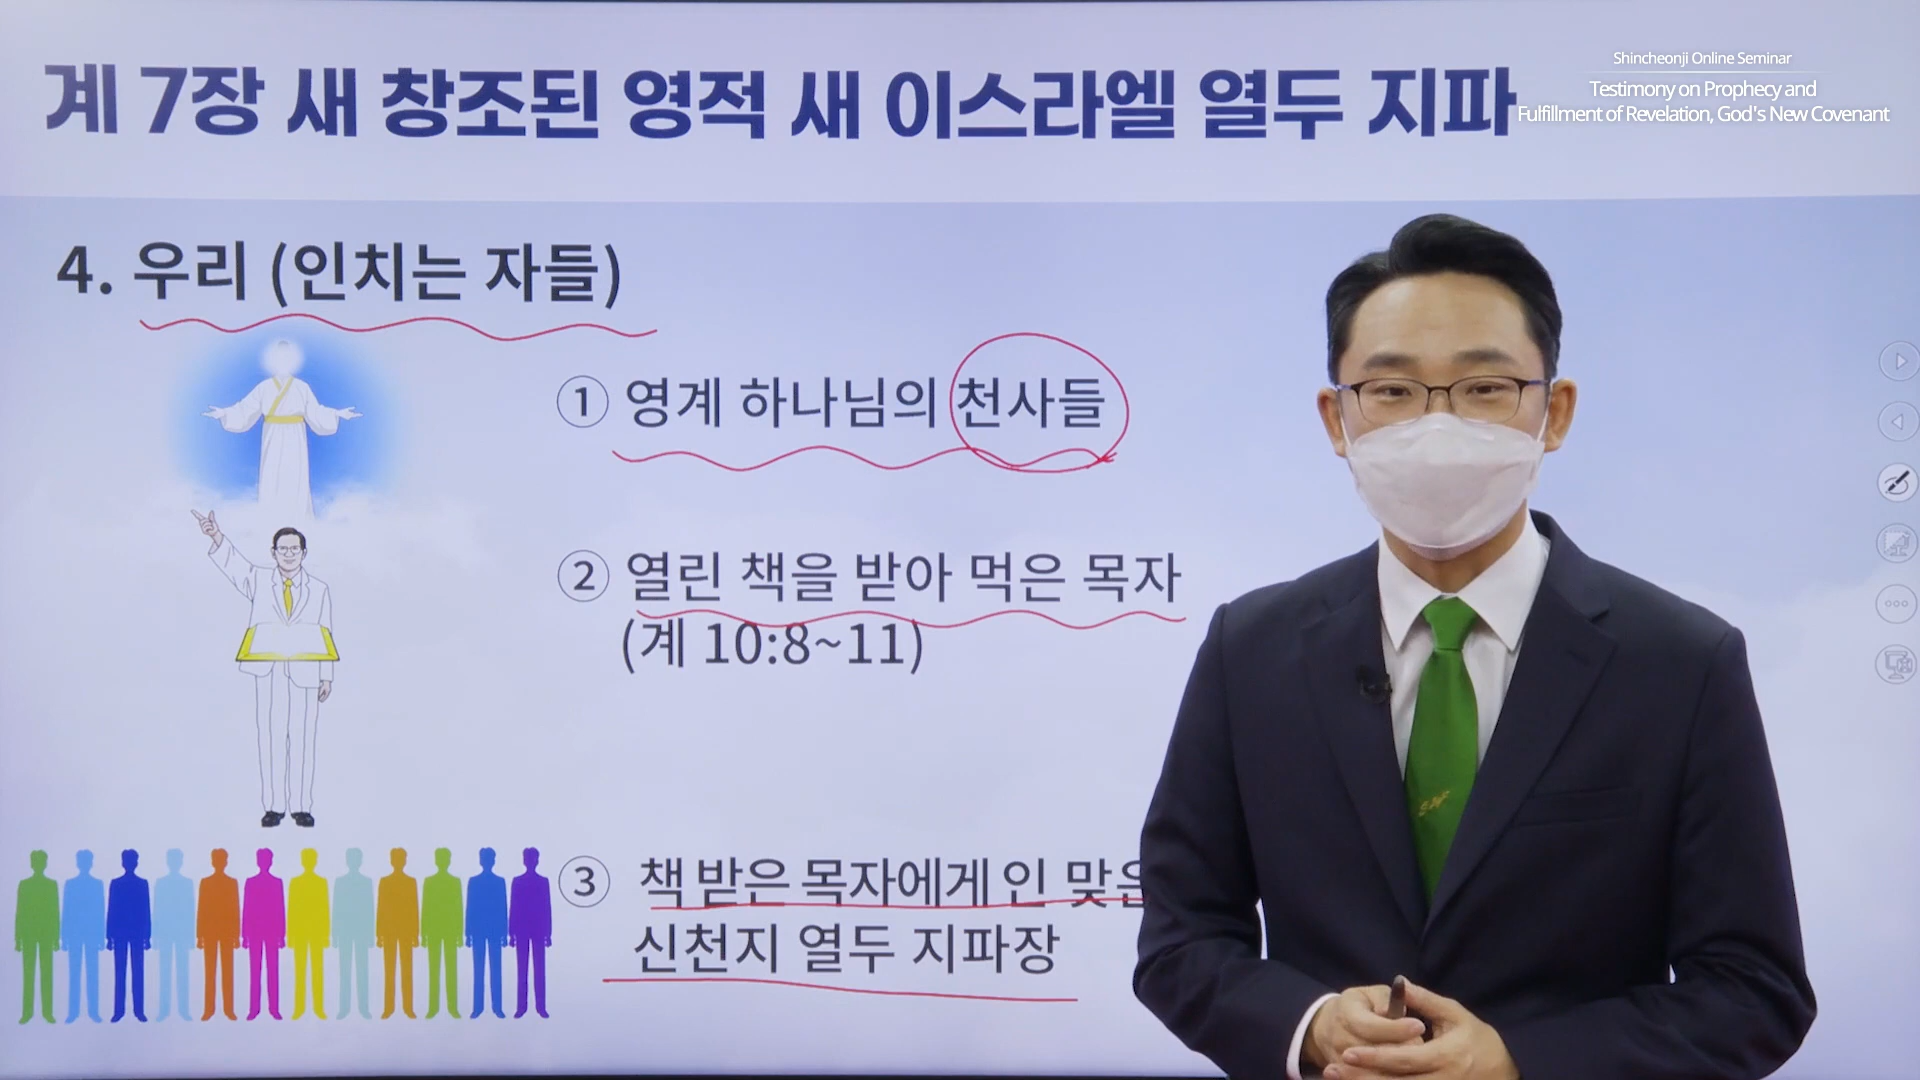 계 7장 새 창조된 영적 새 이스라엘 열두 지파
Shincheonji Online Seminar
Testimony on Prophecy and
Fulfillment of Revelation, God's New Covenant
4. 우리 (인치는 자들)
① 영계 하나님의 천사들
② 열린 책을 받아 먹은 목자
(계 10:8~11)
③ 책 받은 목자에게 인 맞은
신천지 열두 지파장